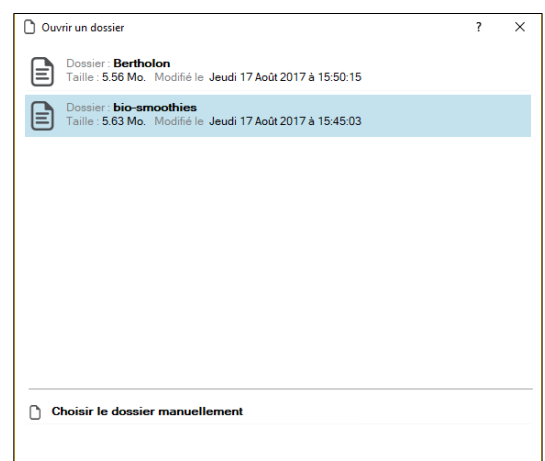 Ouvrir un dossier ?
Dossier : Bertholon
Taille : 5.56 Mo. Modifié le Jeudi 17 Août 2017 à 15:50:15
Dossier : bio-smoothies
Taille : 5.63 Mo. Modifié le Jeudi 17 Août 2017 à 15:45:03
Choisir le dossier manuellement